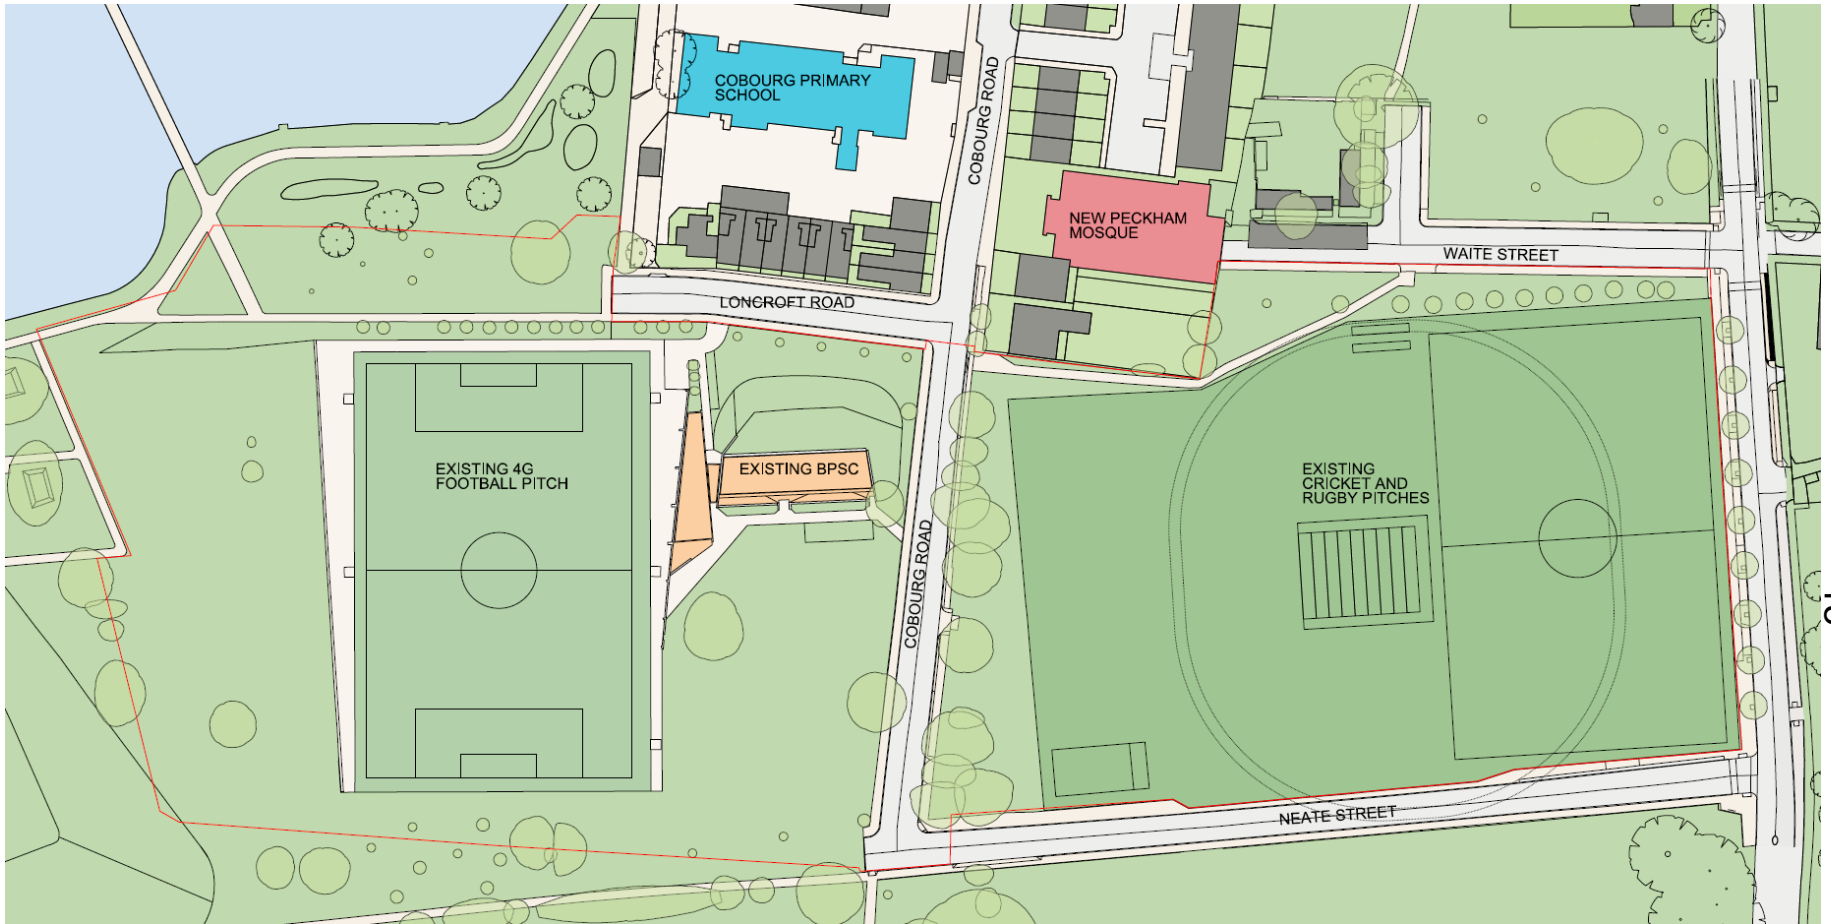 COBOURG PRIMARY
SCHOOL
COBOURG ROAD
NEW PECKHAM
MOSQUE
WAITE STREET
LONCROFT ROAD
EXISTING 4G
FOOTBALL PITCH
EXISTING BPSC
EXISTING
CRICKET AND
RUGBY PITCHES
COBOURG ROAD
NEATE STREET